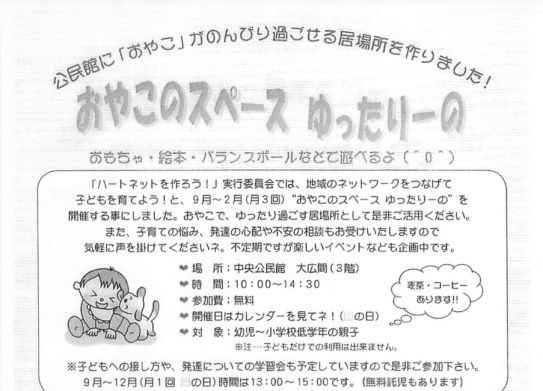 公民館に「おやこ」がのんびり過ごせる居場所を作りました！
おやこのスペース ゆったりーの
おもちゃ・絵本・バランスボールなどで遊べるよ（＾０＾）
「ハートネットを作ろう！」実行委員会では、地域のネットワークをつなげて
子どもを育てよう！と、9月～2月（月3回）“おやこのスペース ゆったりーの”を
開催する事にしました。おやこで、ゆったり過ごす居場所として是非ご活用ください。
また、子育ての悩み、発達の心配や不安の相談もお受けいたしますので
気軽に声を掛けてくださいネ。不定期ですが楽しいイベントなども企画中です。
❤ 場　所：中央公民館　大広間（3階）
❤ 時　間：10：00～14：30
❤ 参加費：無料
❤ 開催日はカレンダーを見てネ！（の日）
❤ 対　象：幼児～小学校低学年の親子
※注…子どもだけでの利用は出来ません。
麦茶・コーヒー
あります!!
※子どもへの接し方や、発達についての学習会も予定していますので是非ご参加下さい。
9月～12月（月1回 の日）時間は13：00～15：00です。（無料託児もあります